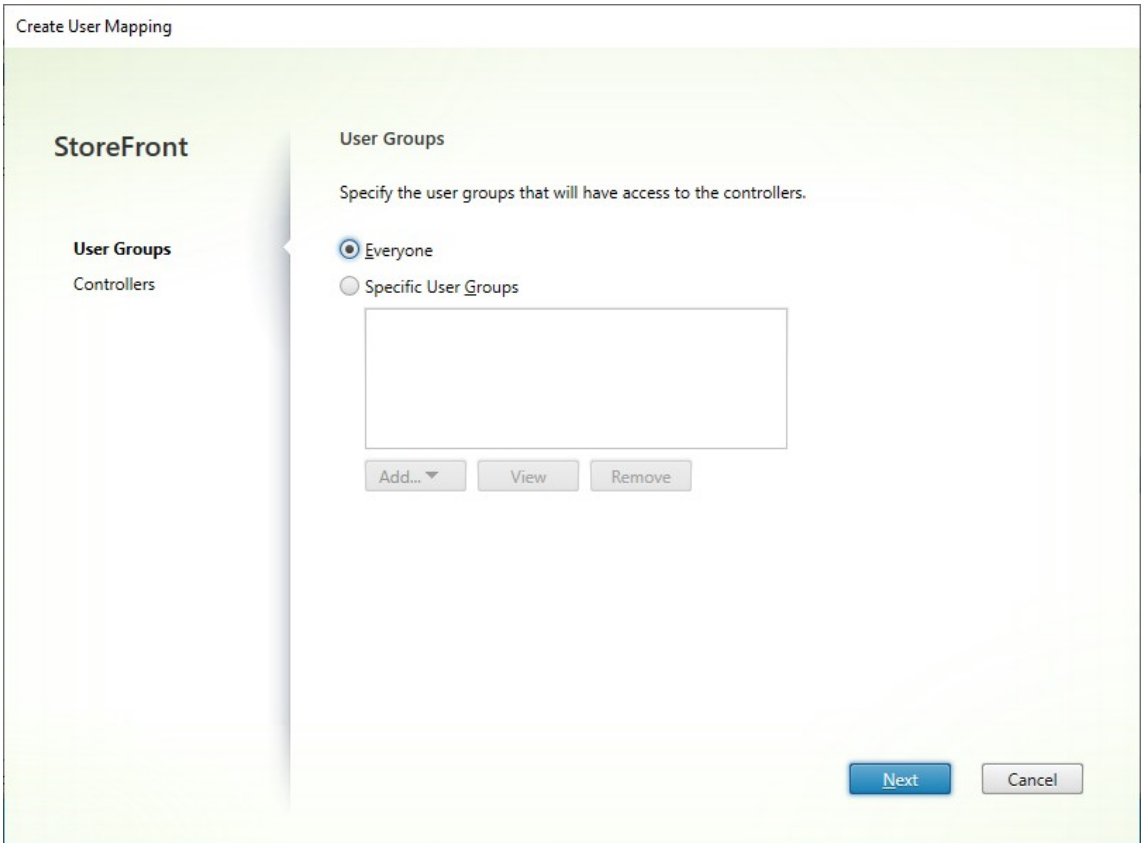 Create User Mapping
StoreFront
User Groups
Controllers
User Groups
Specify the user groups that will have access to the controllers.
Everyone
Specific User Groups
Add...
View
Remove
Next
Cancel